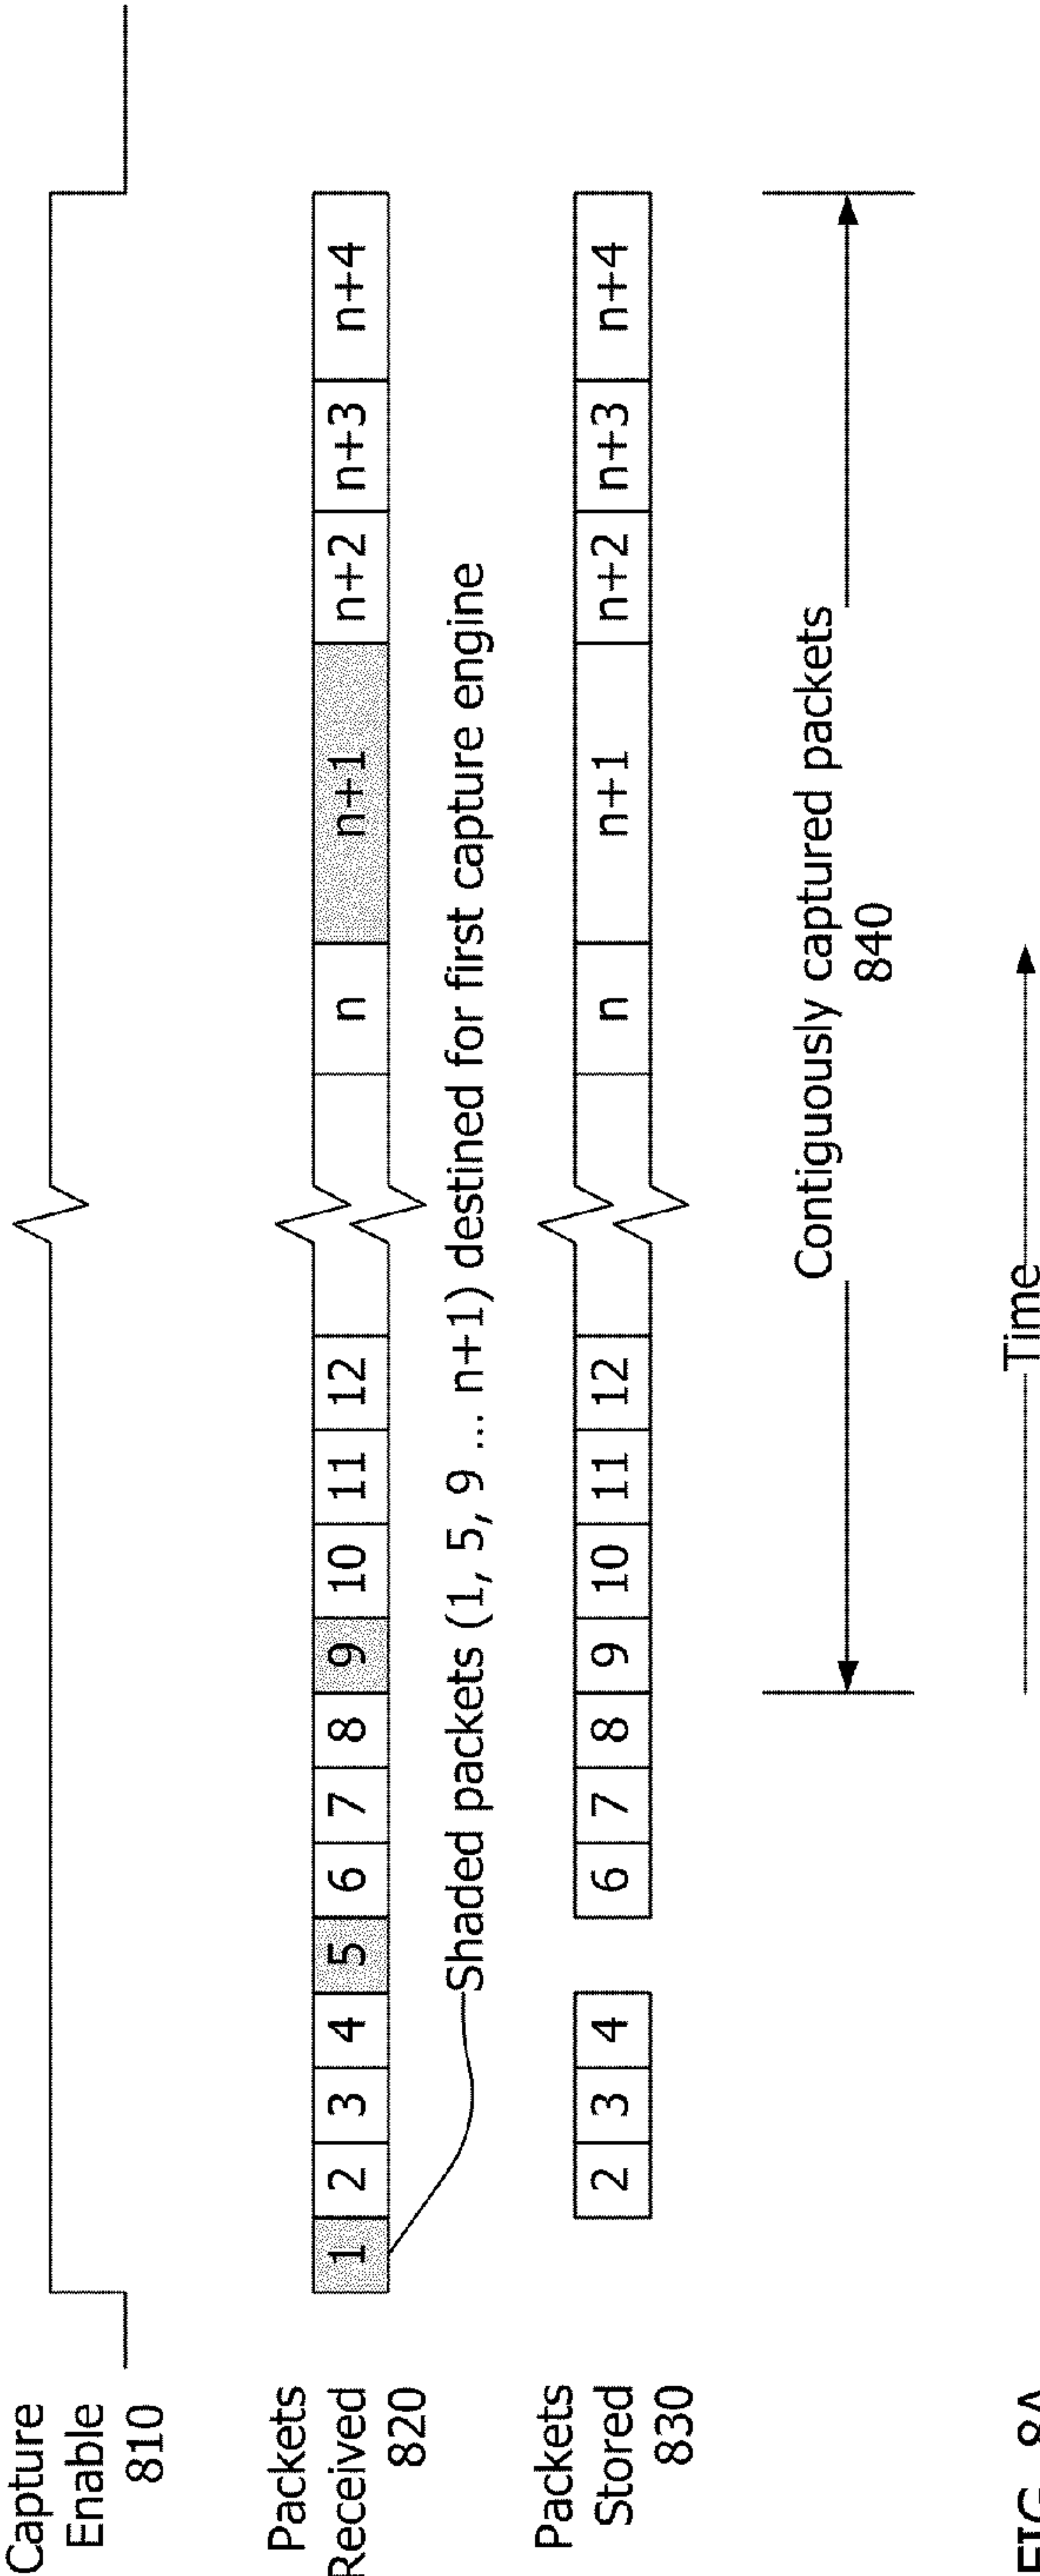 Capture
Enable
810
Packets
Received
820
1 2 3 4 5 6 7 8 9 10 11 12 n n+1 n+2 n+3 n+4
Shaded packets (1, 5, 9 ... n+1) destined for first capture engine
Packets
Stored
830
2 3 4 6 7 8 9 10 11 12 n n+1 n+2 n+3 n+4
Contiguously captured packets
840
Time
FIG. 8A